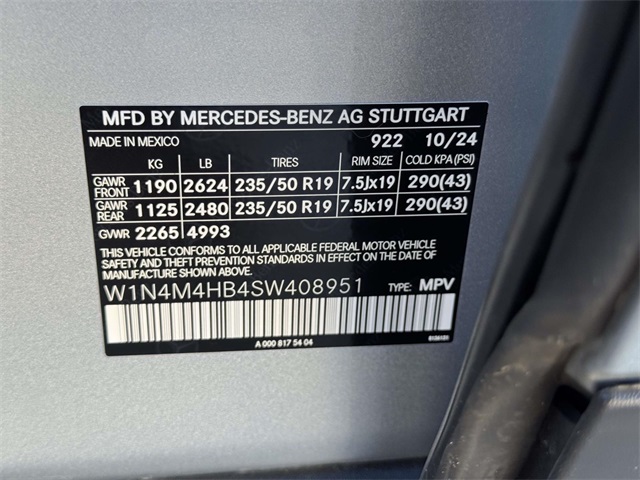 MFD BY MERCEDES-BENZ AG STUTTGART
MADE IN MEXICO 922 10/24
KG LB TIRES RIM SIZE COLD KPA(PSI)
GAWR FRONT 1190 2624 235/50 R19 7.5Jx19 290(43)
GAWR REAR 1125 2480 235/50 R19 7.5Jx19 290(43)
GVWR 2265 4993
THIS VEHICLE CONFORMS TO ALL APPLICABLE FEDERAL MOTOR VEHICLE
SAFETY AND THEFT PREVENTION STANDARDS IN EFFECT ON THE DATE
OF MANUFACTURE SHOWN ABOVE.
W1N4M4HB4SW408951 TYPE: MPV
A 000 817 54 04